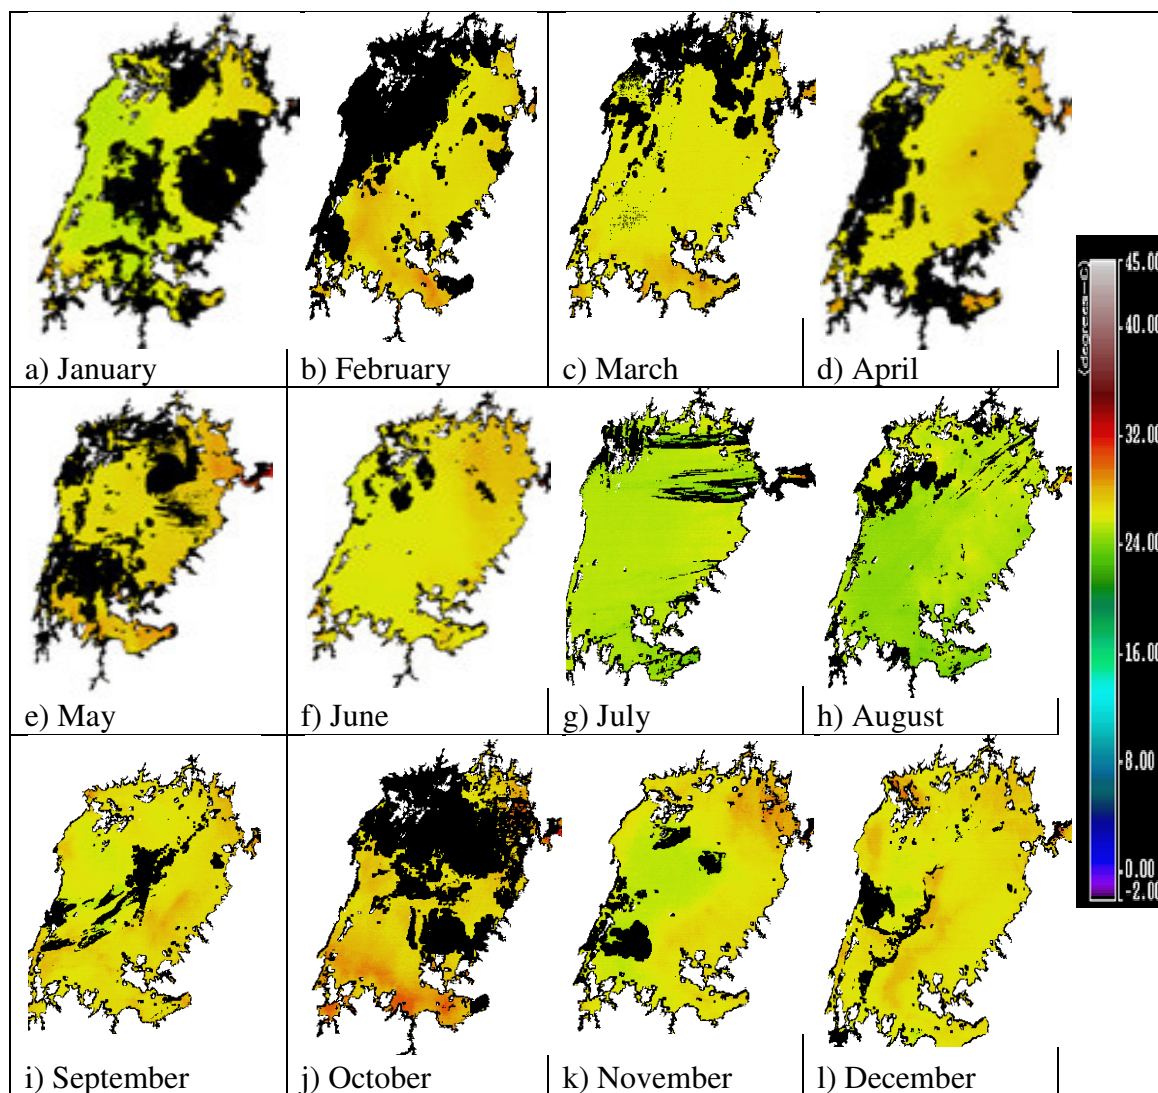 a) January
b) February
c) March
d) April
e) May
f) June
g) July
h) August
i) September
j) October
k) November
l) December
(degrees-C)
45.00
40.00
32.00
24.00
16.00
8.00
0.00
-2.00